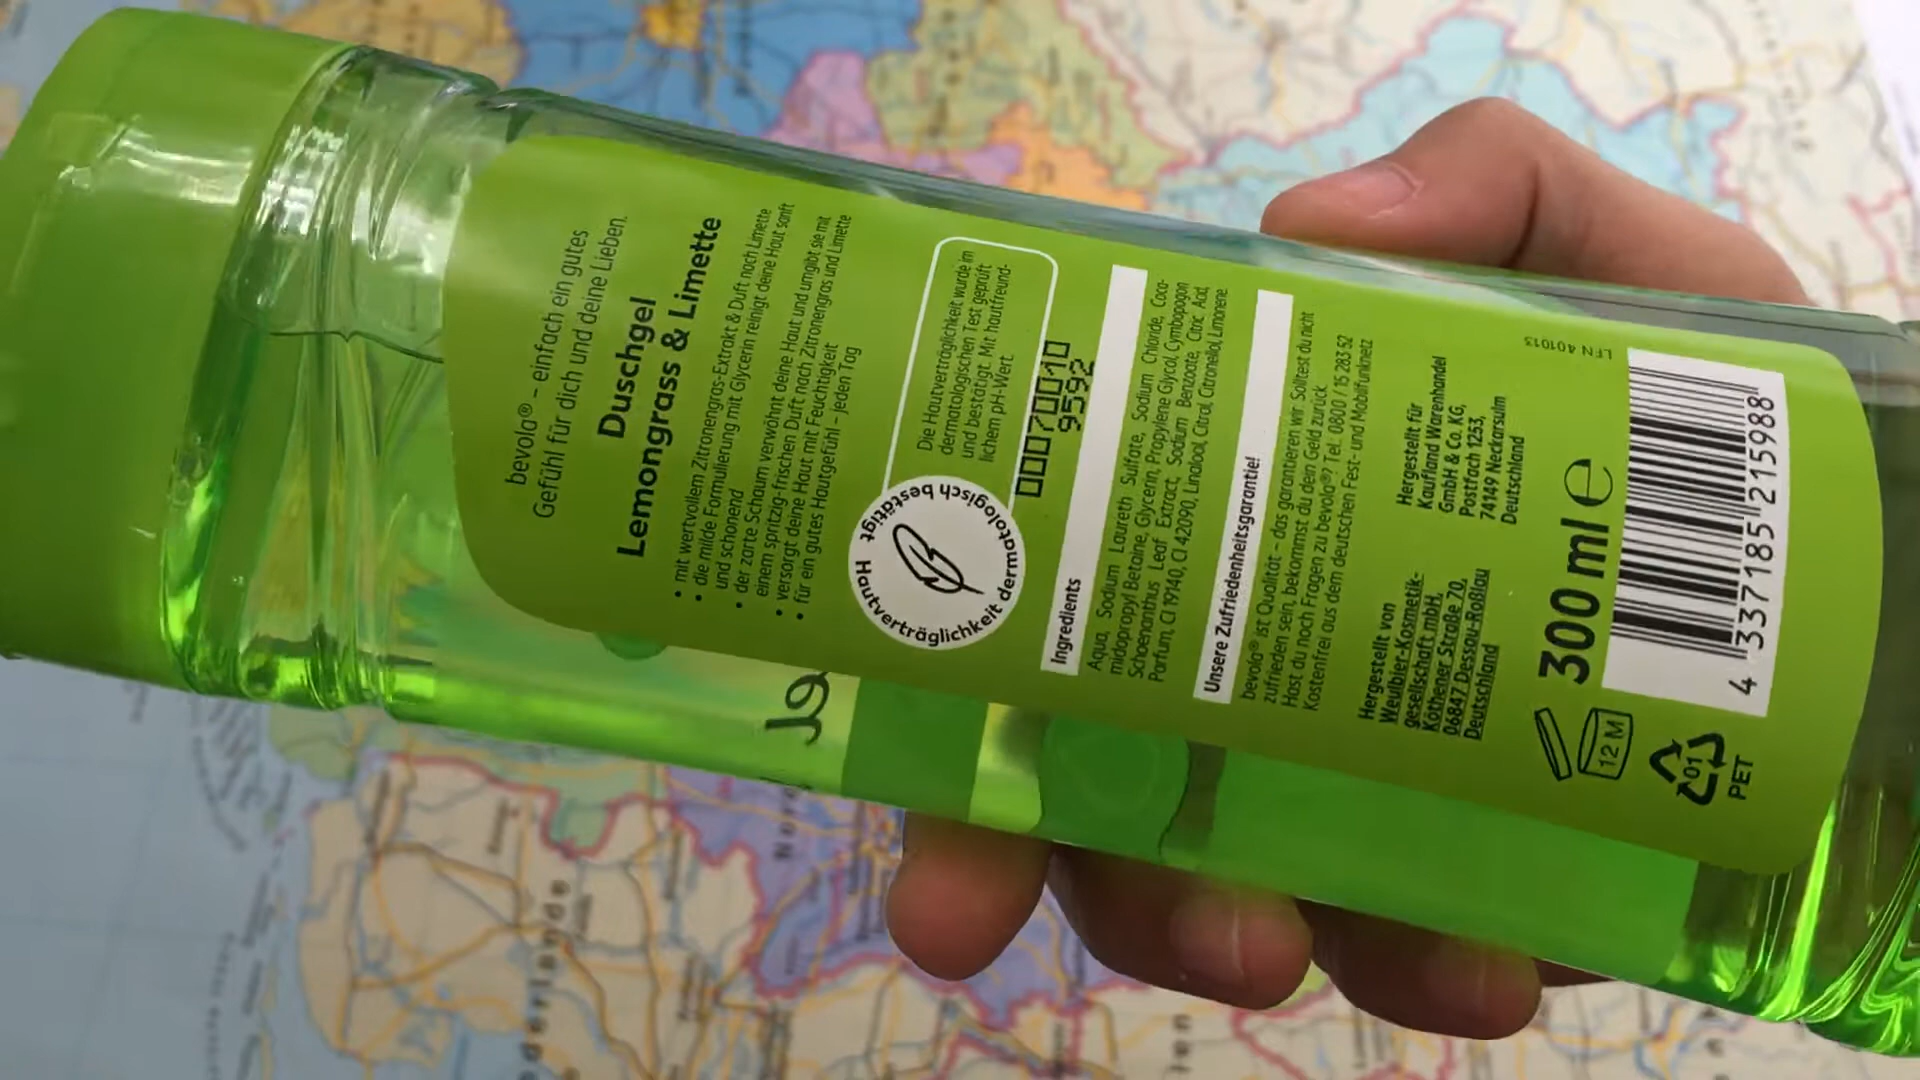 bevola® – einfach ein gutes
Gefühl für dich und deine Lieben.
Duschgel
Lemongrass & Limette
• mit wertvollem Zitronengras-Extrakt & Duft nach Limette
• die milde Formulierung mit Glycerin reinigt deine Haut sanft
und schonend
• der zarte Schaum verwöhnt deine Haut und umgibt sie mit
einem spritzig-frischen Duft nach Zitronengras und Limette
• versorgt deine Haut mit Feuchtigkeit
• für ein gutes Hautgefühl – jeden Tag
Die Hautverträglichkeit wurde im
dermatologischen Test geprüft
und bestätigt. Mit hautfreund-
lichem pH-Wert.
Hautverträglichkeit dermatologisch bestätigt
00070010
9592
Ingredients
Aqua, Sodium Laureth Sulfate, Sodium Chloride, Coca-
midopropyl Betaine, Glycerin, Propylene Glycol, Cymbopogon
Schoenanthus Leaf Extract, Sodium Benzoate, Citric Acid,
Parfum, CI 19140, CI 42090, Linalool, Citral, Citronellol, Limonene.
Unsere Zufriedenheitsgarantie!
bevola® ist Qualität – das garantieren wir. Solltest du nicht
zufrieden sein, bekommst du dein Geld zurück.
Hast du noch Fragen zu bevola®? Tel.: 0800 / 15 283 52
Kostenfrei aus dem deutschen Fest- und Mobilfunknetz
Hergestellt von
Weulbier-Kosmetik-
gesellschaft mbH,
Köthener Straße 70,
06847 Dessau-Roßlau
Deutschland
Hergestellt für
Kaufland Warenhandel
GmbH & Co. KG,
Postfach 1253,
74149 Neckarsulm
Deutschland
300 ml e
LFN 401013
4 337185 215988
12 M
01
PET